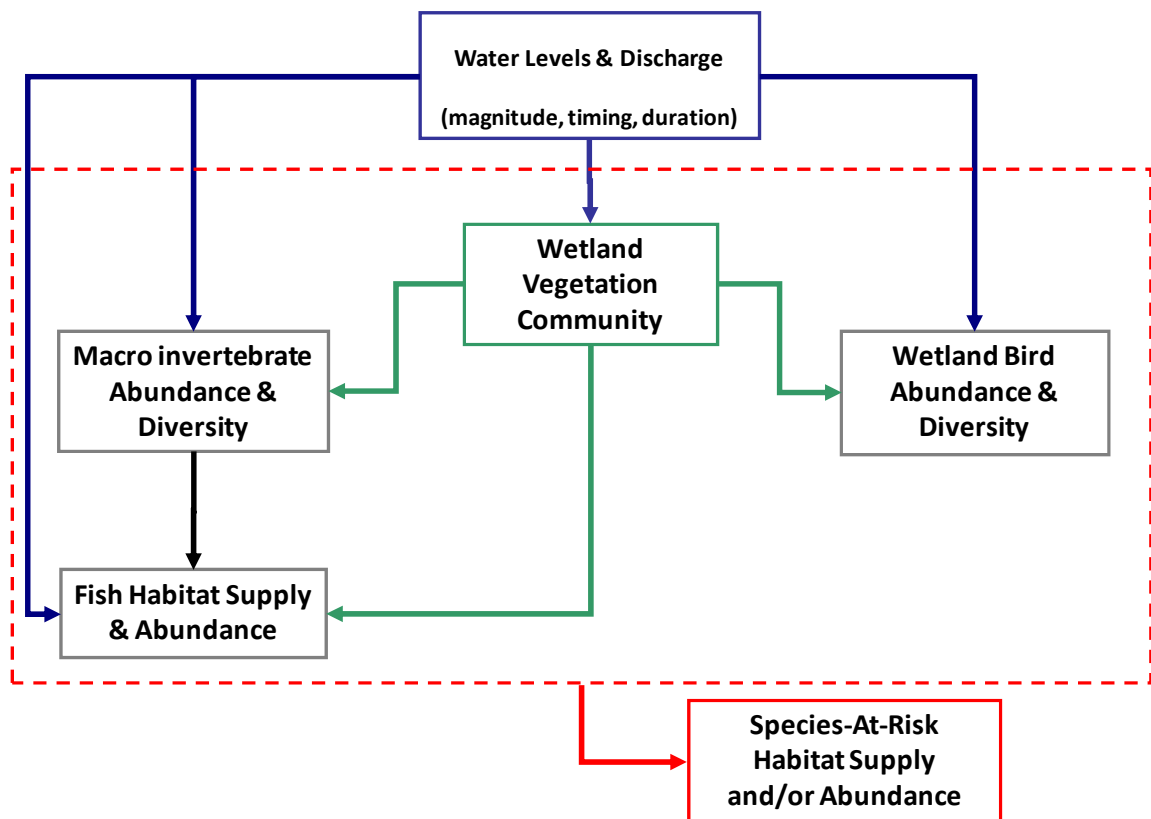 Water Levels & Discharge
(magnitude, timing, duration)
Wetland
Vegetation
Community
Macro invertebrate
Abundance &
Diversity
Wetland Bird
Abundance &
Diversity
Fish Habitat Supply
& Abundance
Species-At-Risk
Habitat Supply
and/or Abundance